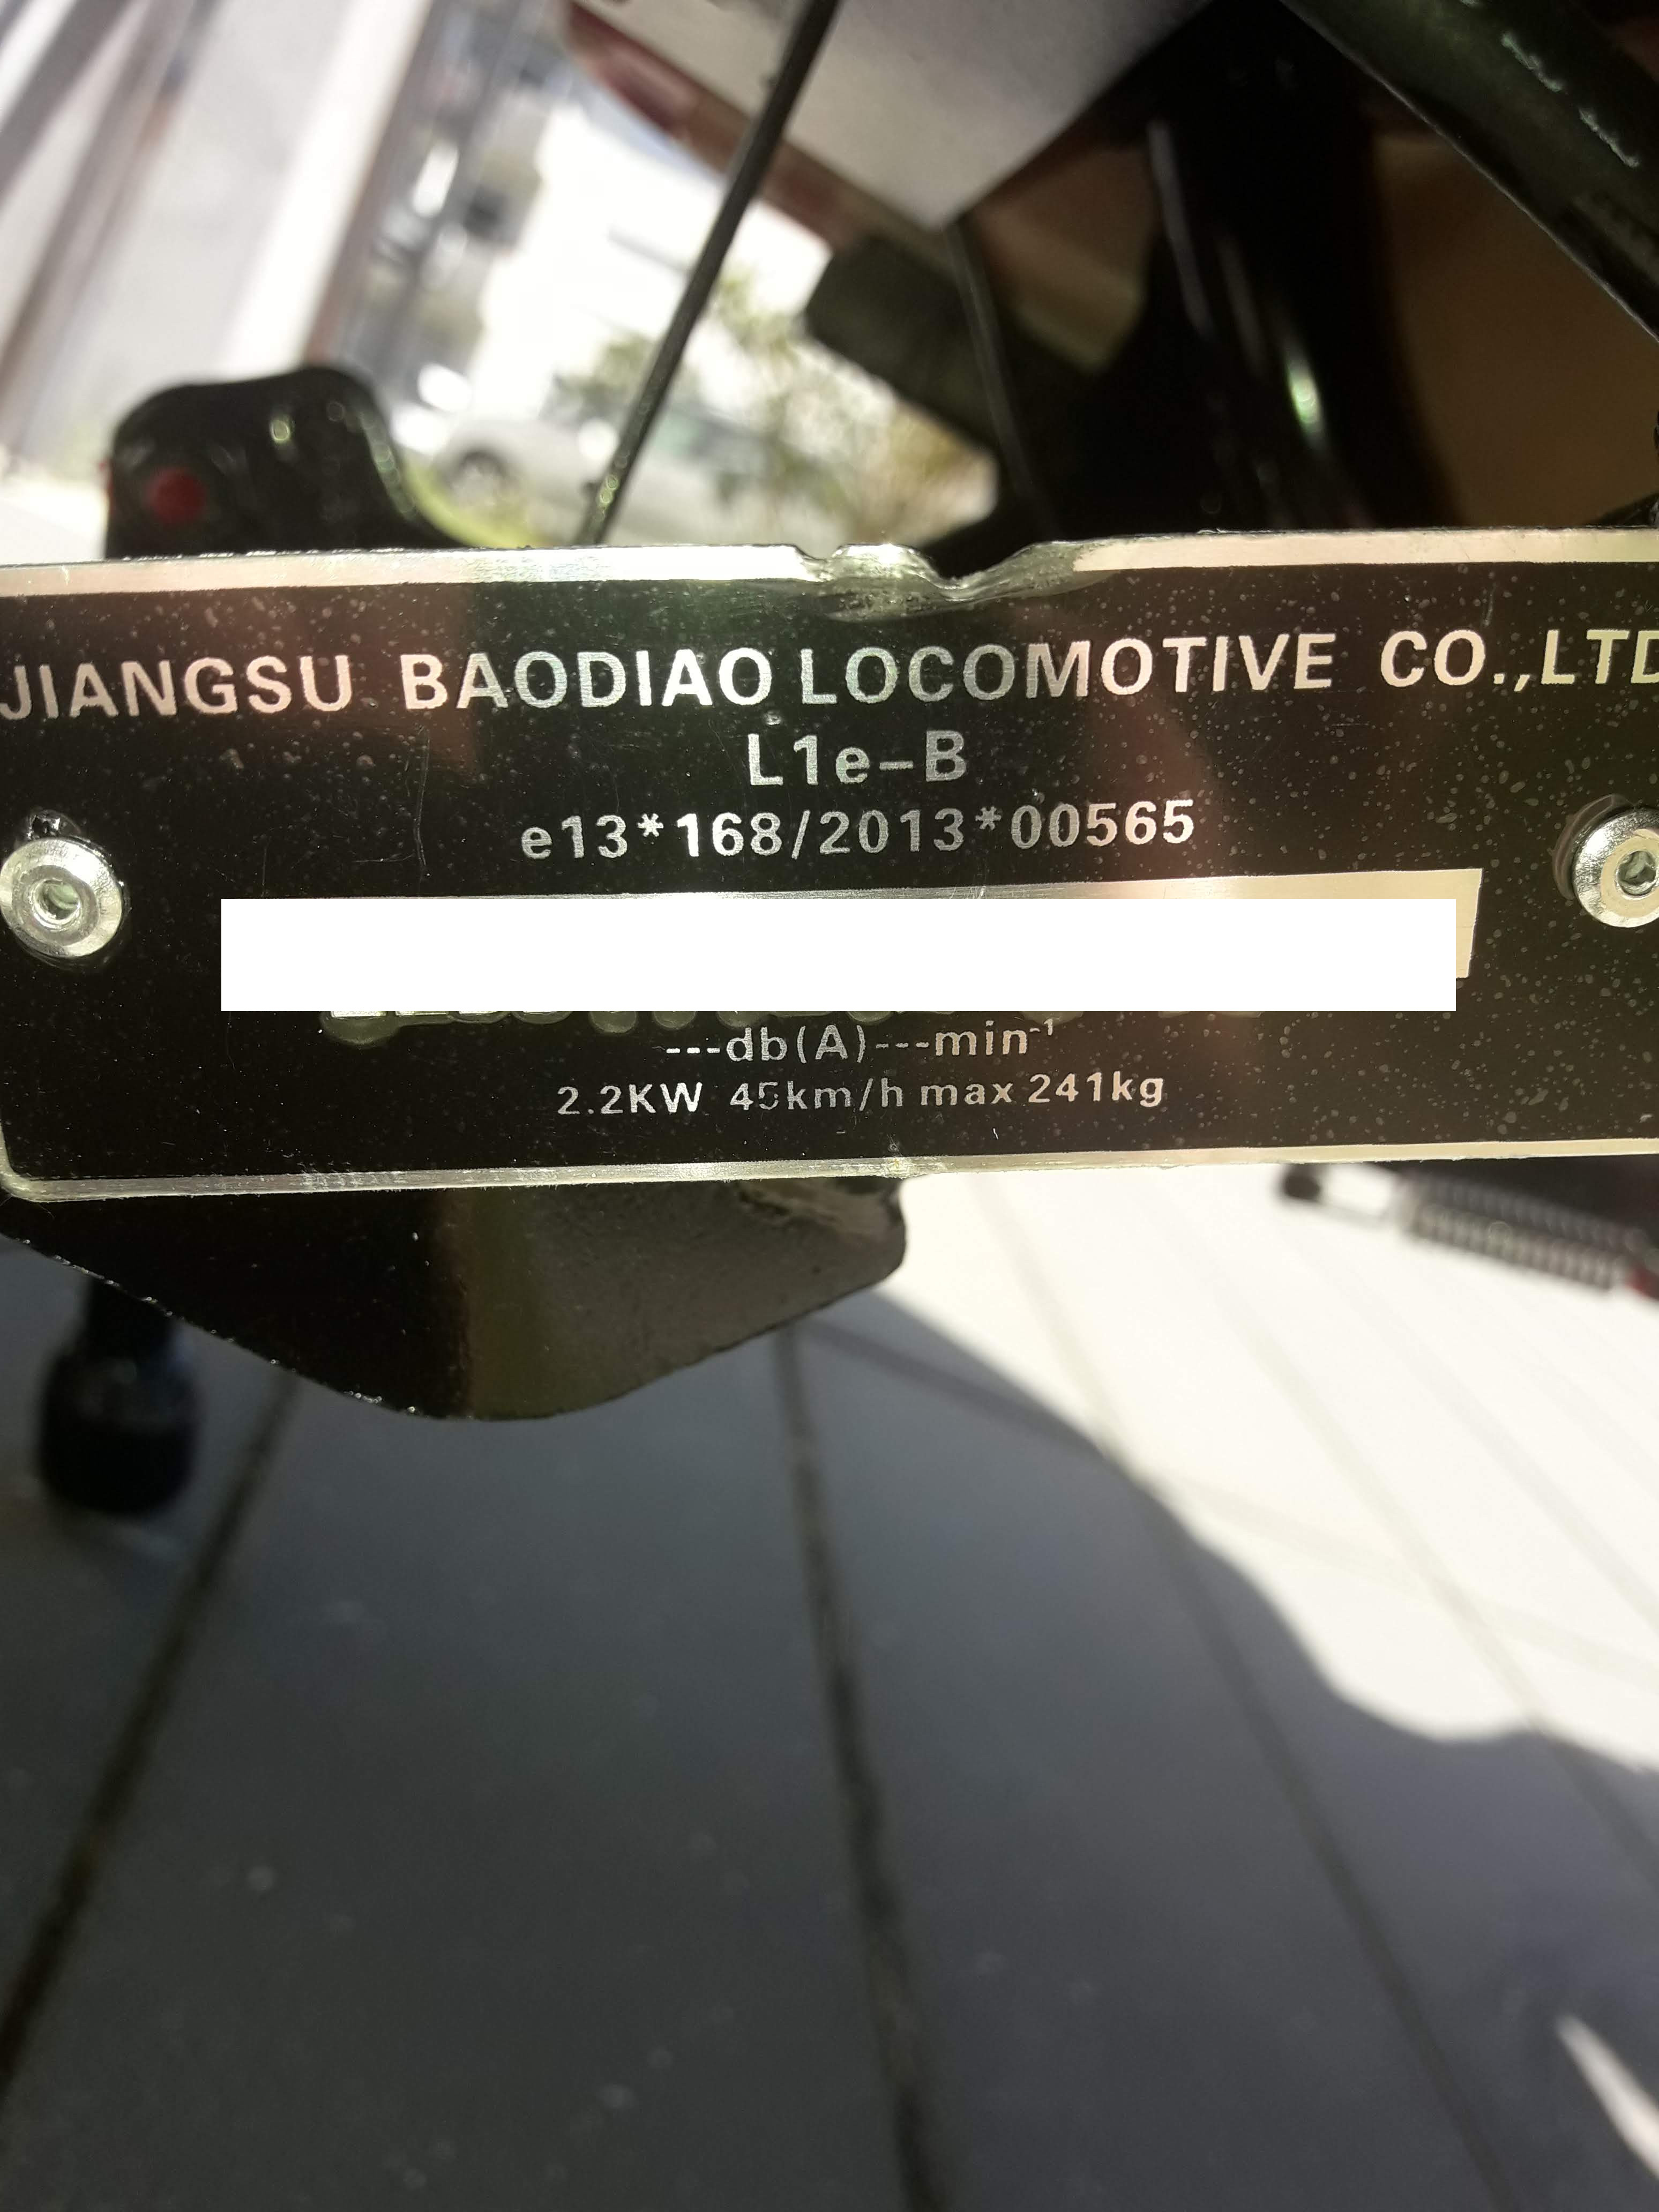 JIANGSU BAODIAO LOCOMOTIVE CO.,LTD
L1e-B
e13*168/2013*00565
---db(A)---min-1
2.2KW 45km/h max 241kg